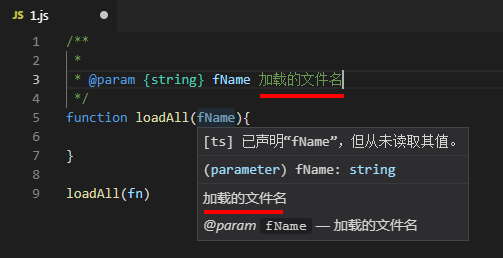 JS 1.js
1 /**
2  *
3  * @param {string} fName 加载的文件名
4  */
5 function loadAll(fName){
6
[ts] 已声明“fName”，但从未读取其值。
7 }
(parameter) fName: string
8
9 loadAll(fn)
加载的文件名
@param fName — 加载的文件名